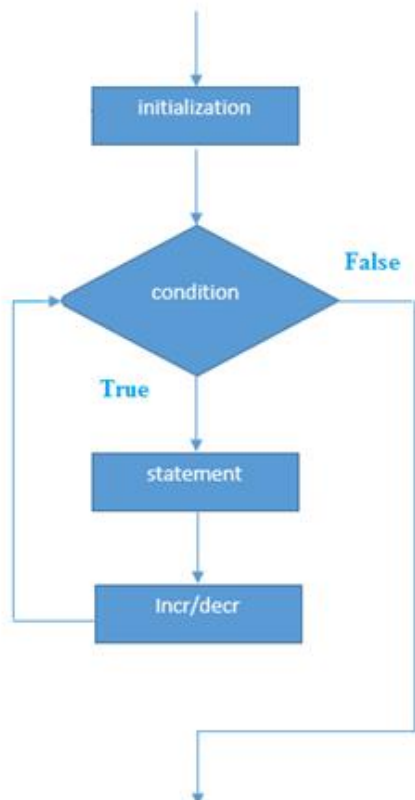 initialization
condition
False
True
statement
Incr/decr